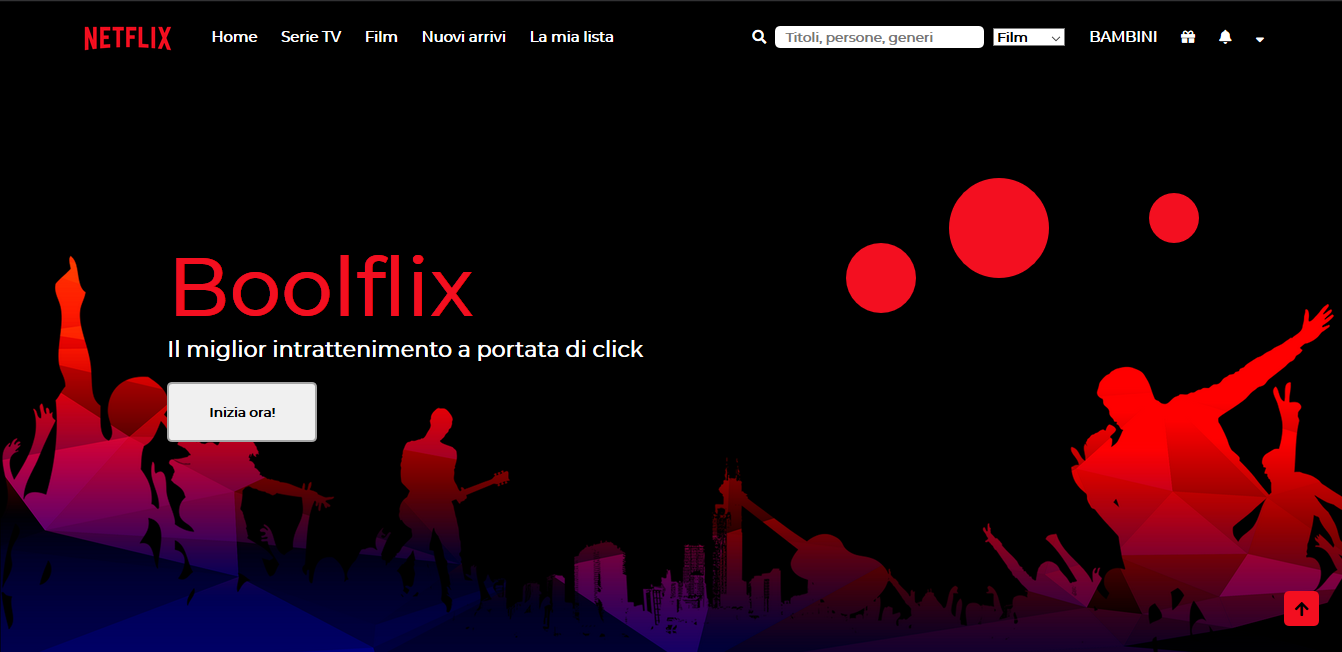 NETFLIX Home Serie TV Film Nuovi arrivi La mia lista Titoli, persone, generi Film BAMBINI
Boolflix
Il miglior intrattenimento a portata di click
Inizia ora!